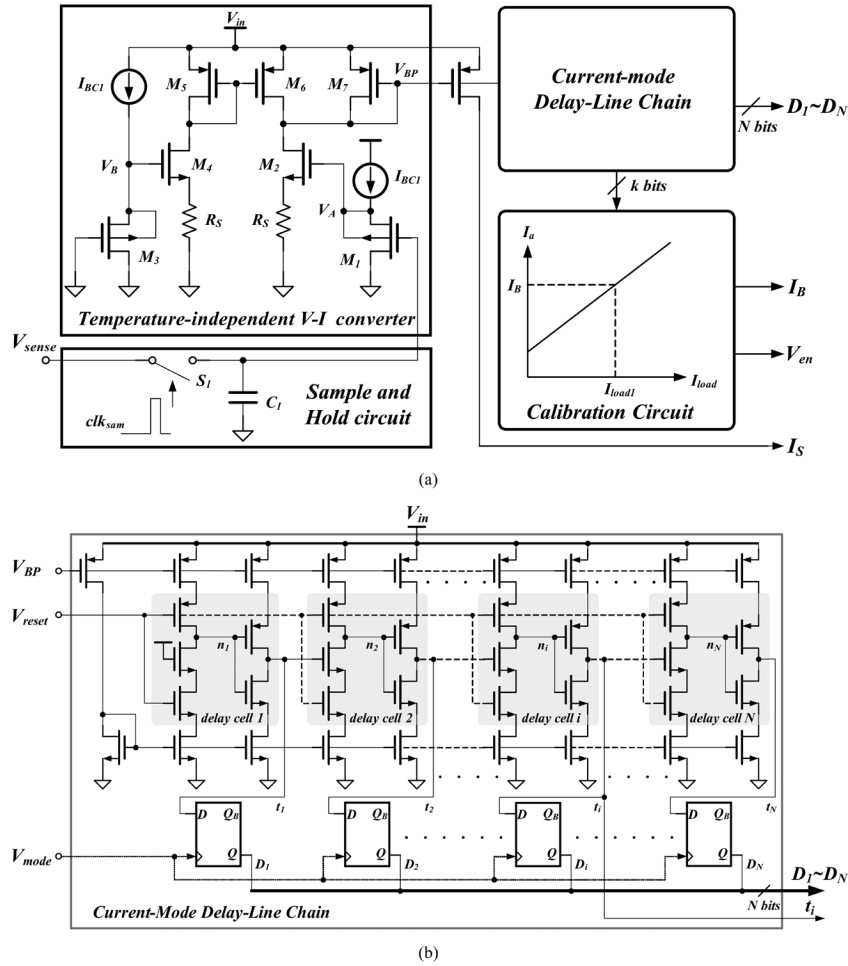 V_in
I_BC1
M_5
M_6
M_7
V_BP
Current-mode
Delay-Line Chain
D_1~D_N
N bits
V_B
M_4
M_2
I_BC1
k bits
R_S
R_S
V_A
M_3
M_1
I_a
I_B
I_B
Temperature-independent V-I converter
V_sense
V_en
S_1
C_1
Sample and
Hold circuit
I_load1
I_load
clk_sam
Calibration Circuit
I_S
(a)
V_in
V_BP
V_reset
n_1
n_2
n_i
n_N
delay cell 1
delay cell 2
delay cell i
delay cell N
t_1
t_2
t_i
t_N
D Q_B
D Q_B
D Q_B
D Q_B
V_mode
Q D_1
Q D_2
Q D_i
Q D_N
D_1~D_N
N bits
t_i
Current-Mode Delay-Line Chain
(b)